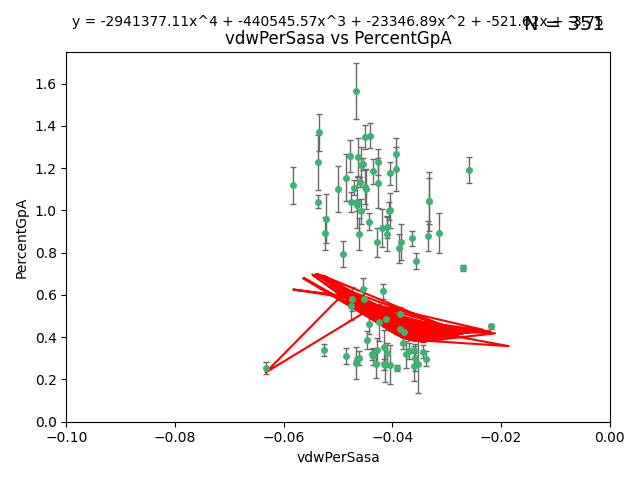 y = -2941377.11x^4 + -440545.57x^3 + -23346.89x^2 + -521.62x + -3.75
N = 351
vdwPerSasa vs PercentGpA
PercentGpA
1.6
1.4
1.2
1.0
0.8
0.6
0.4
0.2
0.0
−0.10 −0.08 −0.06 −0.04 −0.02 0.00
vdwPerSasa